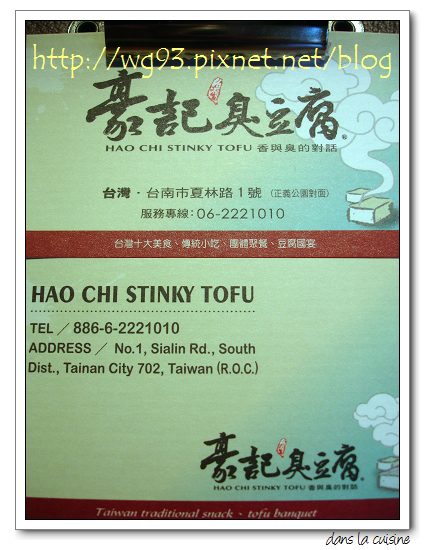 http://wg93.pixnet.net/blog
豪記臭豆腐®
HAO CHI STINKY TOFU 香與臭的對話
台灣・台南市夏林路1號 (正義公園對面)
服務專線：06-2221010
台灣十大美食、傳統小吃、團體聚餐、豆腐國宴
HAO CHI STINKY TOFU
TEL ／ 886-6-2221010
ADDRESS ／ No.1, Sialin Rd., South
Dist., Tainan City 702, Taiwan (R.O.C.)
豪記臭豆腐®
HAO CHI STINKY TOFU 香與臭的對話
Taiwan traditional snack、tofu banquet
dans la cuisine